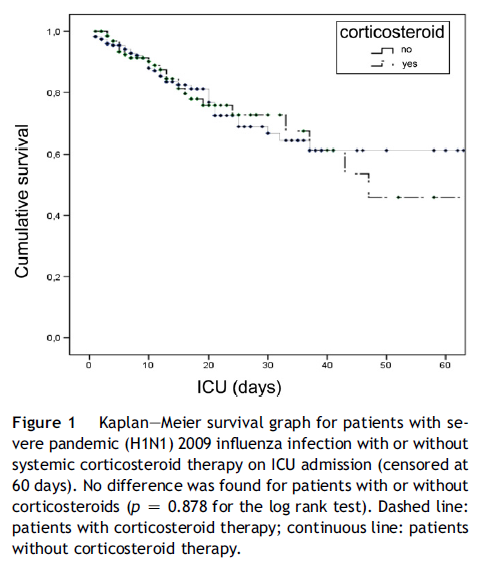 corticosteroid
no
yes
1,0
0,8
0,6
0,4
0,2
0,0
Cumulative survival
0 10 20 30 40 50 60
ICU (days)
Figure 1 Kaplan—Meier survival graph for patients with se-
vere pandemic (H1N1) 2009 influenza infection with or without
systemic corticosteroid therapy on ICU admission (censored at
60 days). No difference was found for patients with or without
corticosteroids (p = 0.878 for the log rank test). Dashed line:
patients with corticosteroid therapy; continuous line: patients
without corticosteroid therapy.